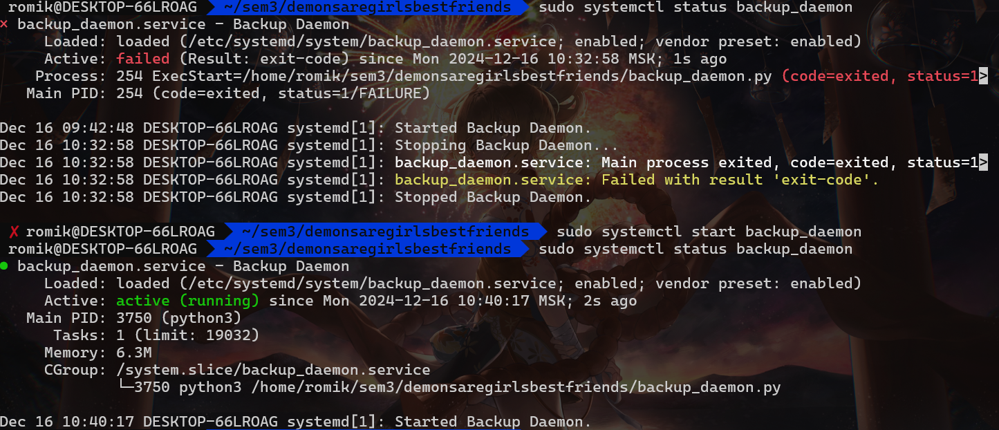 romik@DESKTOP-66LROAG ~/sem3/demonsaregirlsbestfriends sudo systemctl status backup_daemon
× backup_daemon.service - Backup Daemon
Loaded: loaded (/etc/systemd/system/backup_daemon.service; enabled; vendor preset: enabled)
Active: failed (Result: exit-code) since Mon 2024-12-16 10:32:58 MSK; 1s ago
Process: 254 ExecStart=/home/romik/sem3/demonsaregirlsbestfriends/backup_daemon.py (code=exited, status=1>
Main PID: 254 (code=exited, status=1/FAILURE)
Dec 16 09:42:48 DESKTOP-66LROAG systemd[1]: Started Backup Daemon.
Dec 16 10:32:58 DESKTOP-66LROAG systemd[1]: Stopping Backup Daemon...
Dec 16 10:32:58 DESKTOP-66LROAG systemd[1]: backup_daemon.service: Main process exited, code=exited, status=1>
Dec 16 10:32:58 DESKTOP-66LROAG systemd[1]: backup_daemon.service: Failed with result 'exit-code'.
Dec 16 10:32:58 DESKTOP-66LROAG systemd[1]: Stopped Backup Daemon.
✗ romik@DESKTOP-66LROAG ~/sem3/demonsaregirlsbestfriends sudo systemctl start backup_daemon
romik@DESKTOP-66LROAG ~/sem3/demonsaregirlsbestfriends sudo systemctl status backup_daemon
● backup_daemon.service - Backup Daemon
Loaded: loaded (/etc/systemd/system/backup_daemon.service; enabled; vendor preset: enabled)
Active: active (running) since Mon 2024-12-16 10:40:17 MSK; 2s ago
Main PID: 3750 (python3)
Tasks: 1 (limit: 19032)
Memory: 6.3M
CGroup: /system.slice/backup_daemon.service
└─3750 python3 /home/romik/sem3/demonsaregirlsbestfriends/backup_daemon.py
Dec 16 10:40:17 DESKTOP-66LROAG systemd[1]: Started Backup Daemon.